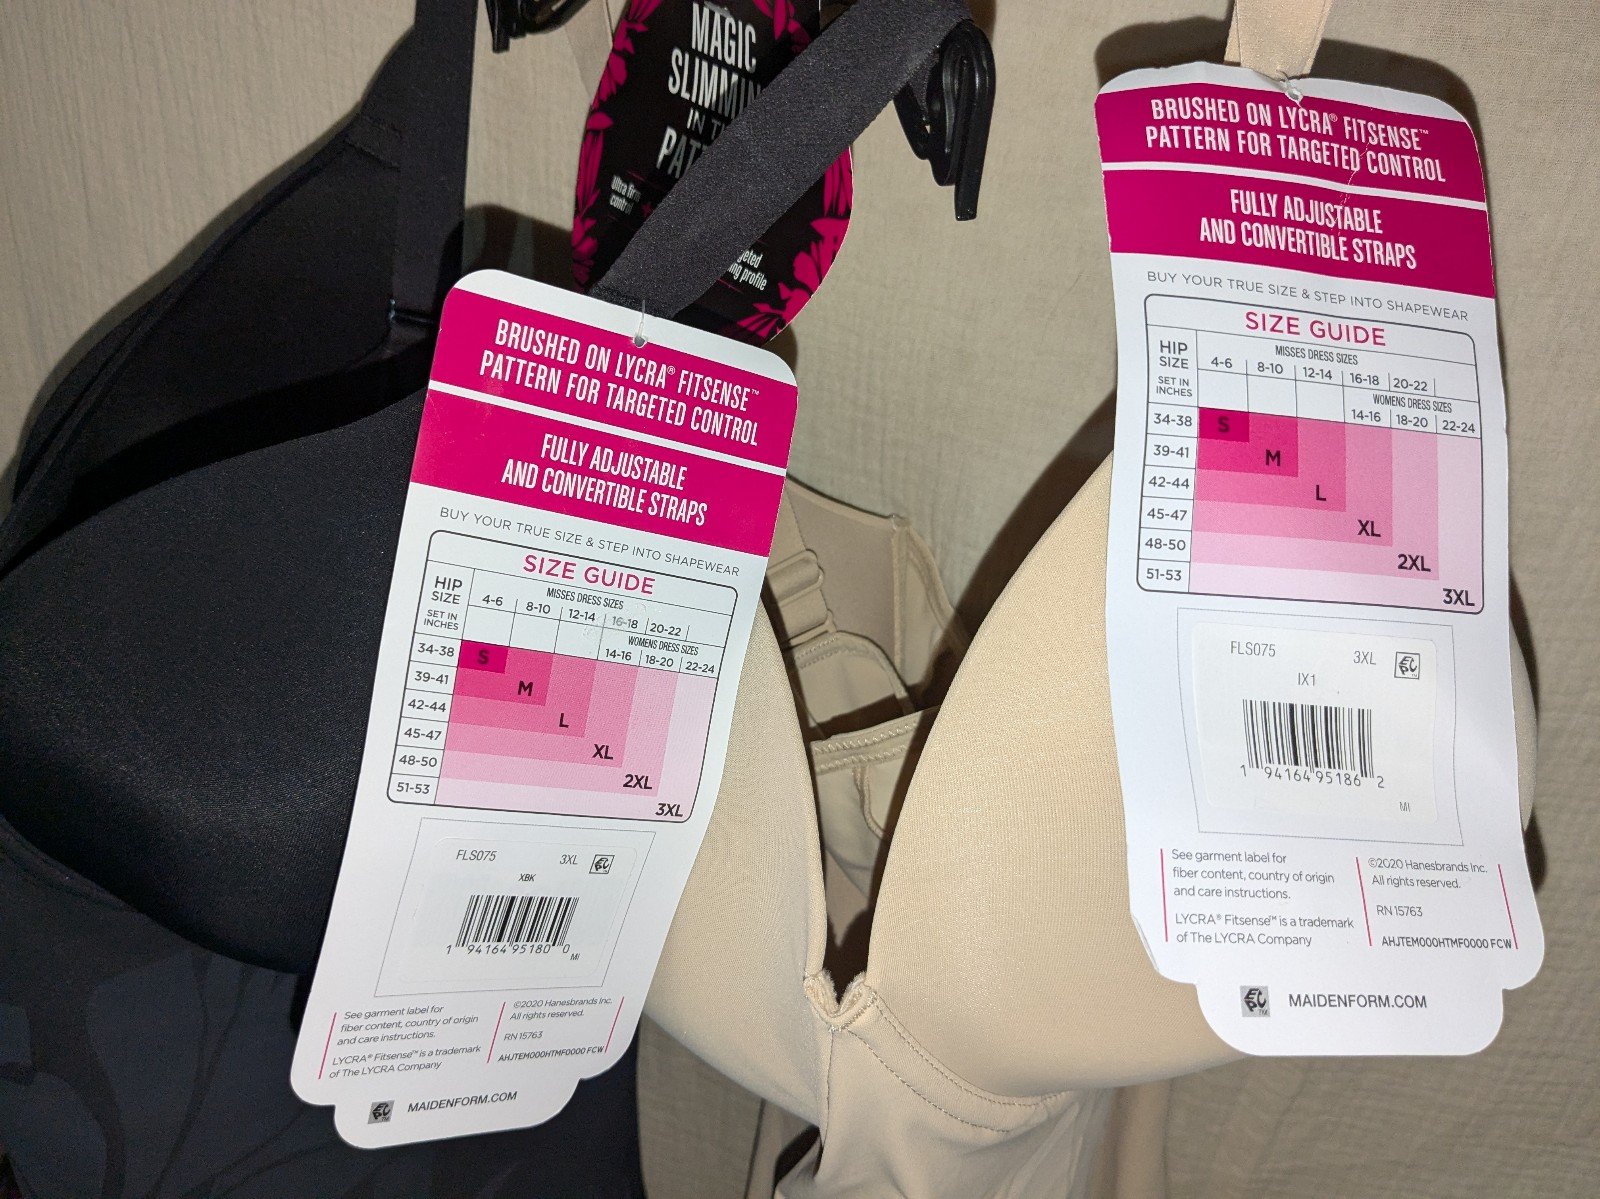 MAGIC
SLIMMIN
IN T
PAT
Ultra fir
control
geted
ng profile
BRUSHED ON LYCRA® FITSENSE™
PATTERN FOR TARGETED CONTROL
FULLY ADJUSTABLE
AND CONVERTIBLE STRAPS
BUY YOUR TRUE SIZE & STEP INTO SHAPEWEAR
SIZE GUIDE
HIP SIZE
SET IN INCHES
MISSES DRESS SIZES
4-6 8-10 12-14 16-18 20-22
WOMENS DRESS SIZES
14-16 18-20 22-24
34-38 S
39-41 M
42-44 L
45-47 XL
48-50 2XL
51-53 3XL
FLS075 3XL
XBK
1 94164 95180 0
MI
See garment label for
fiber content, country of origin
and care instructions.
LYCRA® Fitsense™ is a trademark
of The LYCRA Company
©2020 Hanesbrands Inc.
All rights reserved.
RN 15763
AHJTEM000HTMF0000 FCW
MAIDENFORM.COM
BRUSHED ON LYCRA® FITSENSE™
PATTERN FOR TARGETED CONTROL
FULLY ADJUSTABLE
AND CONVERTIBLE STRAPS
BUY YOUR TRUE SIZE & STEP INTO SHAPEWEAR
SIZE GUIDE
HIP SIZE
SET IN INCHES
MISSES DRESS SIZES
4-6 8-10 12-14 16-18 20-22
WOMENS DRESS SIZES
14-16 18-20 22-24
34-38 S
39-41 M
42-44 L
45-47 XL
48-50 2XL
51-53 3XL
FLS075 3XL
IX1
1 94164 95186 2
MI
See garment label for
fiber content, country of origin
and care instructions.
LYCRA® Fitsense™ is a trademark
of The LYCRA Company
©2020 Hanesbrands Inc.
All rights reserved.
RN 15763
AHJTEM000HTMF0000 FCW
MAIDENFORM.COM